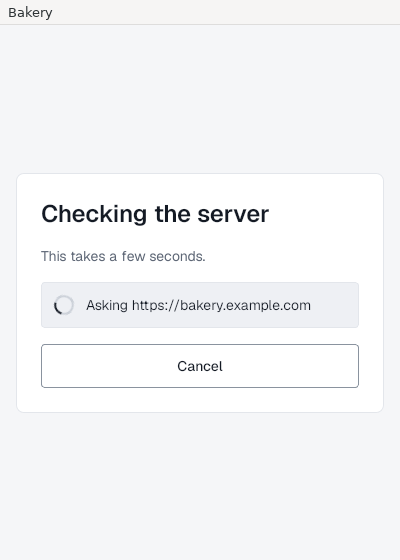 Bakery
Checking the server
This takes a few seconds.
Asking https://bakery.example.com
Cancel